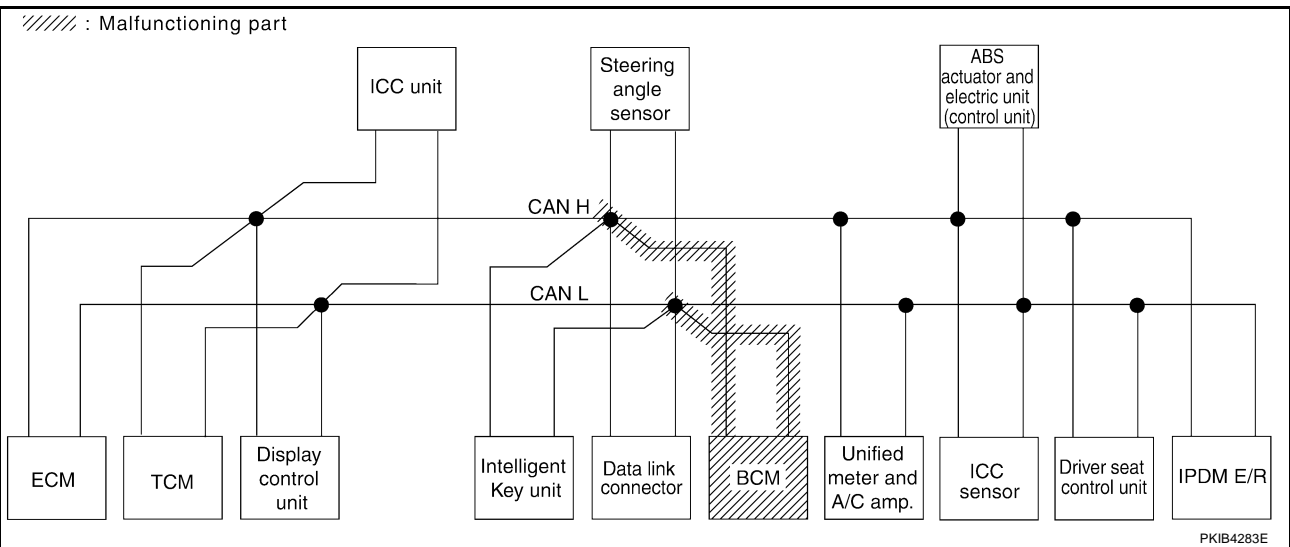 : Malfunctioning part
ICC unit
Steering
angle
sensor
ABS
actuator and
electric unit
(control unit)
CAN H
CAN L
ECM
TCM
Display
control
unit
Intelligent
Key unit
Data link
connector
BCM
Unified
meter and
A/C amp.
ICC
sensor
Driver seat
control unit
IPDM E/R
PKIB4283E